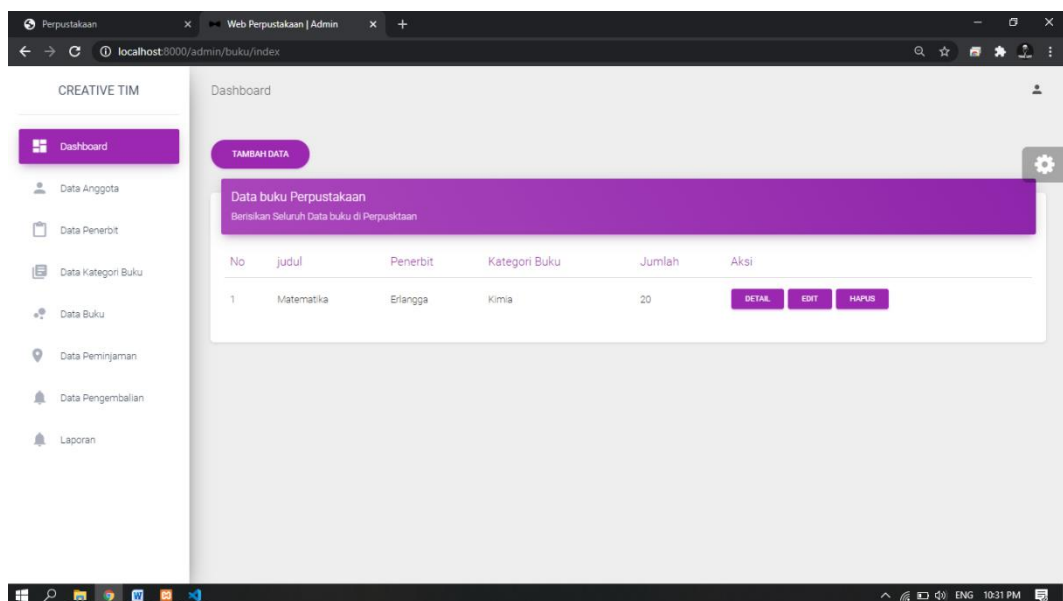 Perpustakaan
Web Perpustakaan | Admin
localhost:8000/admin/buku/index
CREATIVE TIM
Dashboard
Dashboard
Data Anggota
Data Penerbit
Data Kategori Buku
Data Buku
Data Peminjaman
Data Pengembalian
Laporan
TAMBAH DATA
Data buku Perpustakaan
Berisikan Seluruh Data buku di Perpusktaan
No judul Penerbit Kategori Buku Jumlah Aksi
1 Matematika Erlangga Kimia 20 DETAIL EDIT HAPUS
W
ENG 10:31 PM